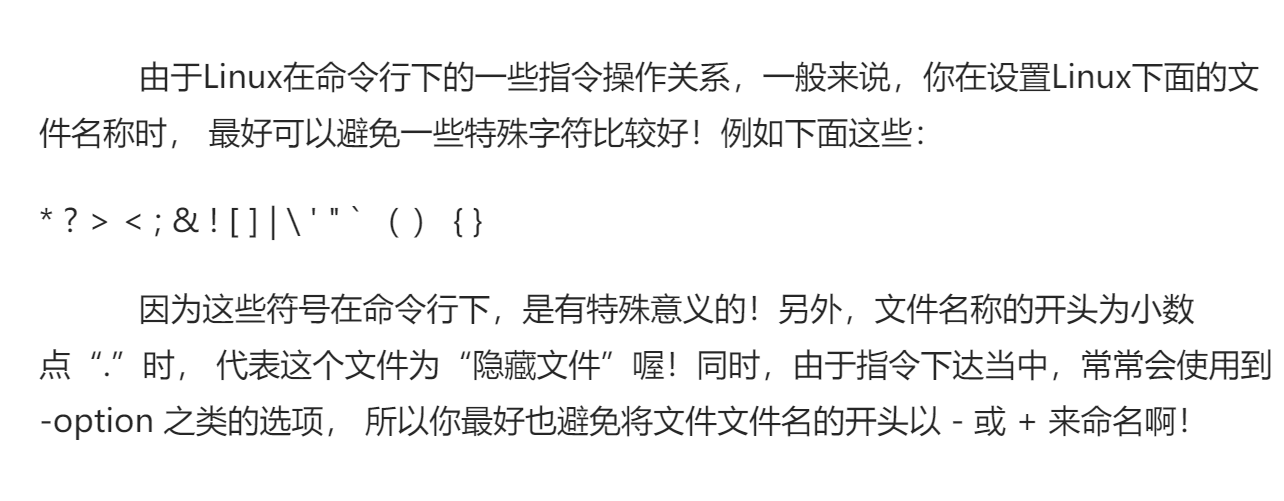 由于Linux在命令行下的一些指令操作关系，一般来说，你在设置Linux下面的文
件名称时， 最好可以避免一些特殊字符比较好！例如下面这些：
* ? > < ; & ! [ ] | \ ' " ` ( ) { }
因为这些符号在命令行下，是有特殊意义的！另外，文件名称的开头为小数
点“.”时， 代表这个文件为“隐藏文件”喔！同时，由于指令下达当中，常常会使用到
-option 之类的选项， 所以你最好也避免将文件文件名的开头以 - 或 + 来命名啊！